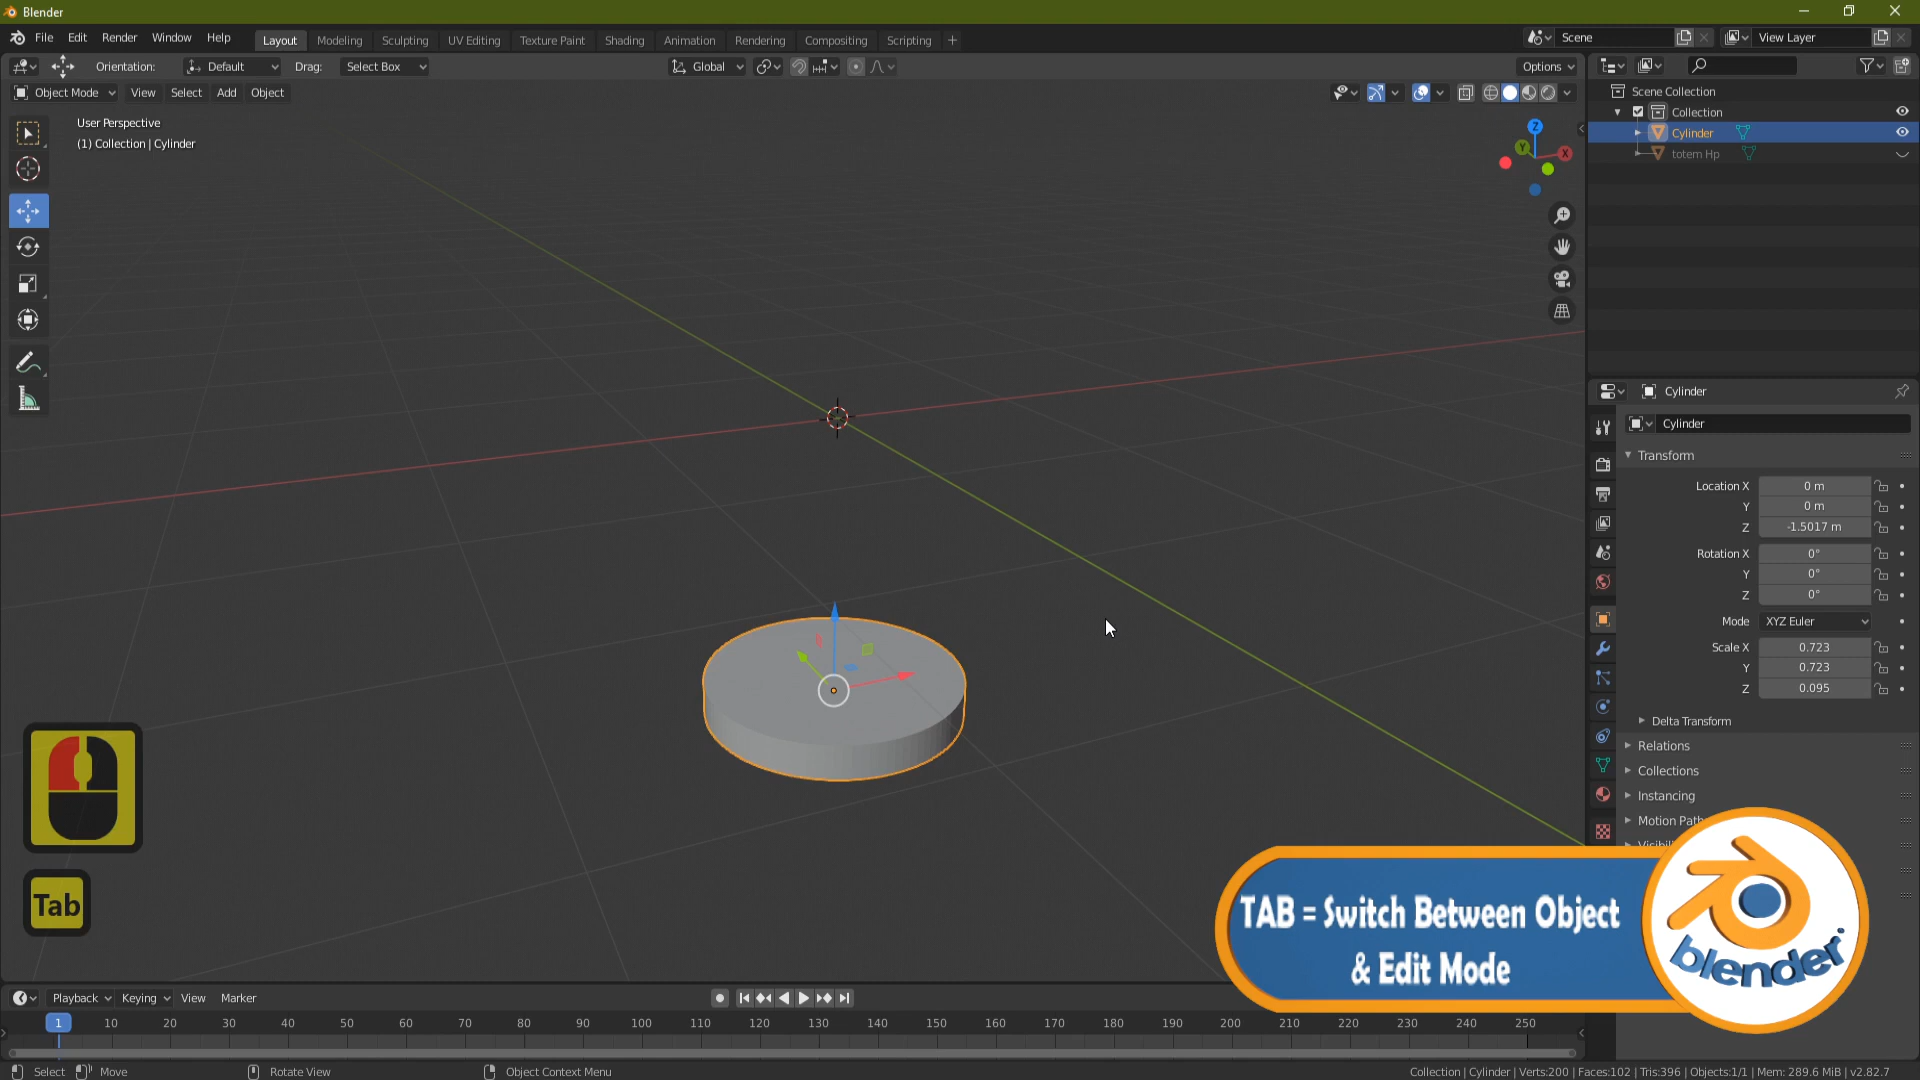 Blender
File Edit Render Window Help
Layout Modeling Sculpting UV Editing Texture Paint Shading Animation Rendering Compositing Scripting +
Scene
View Layer
Orientation: Default Drag: Select Box
Global
Options
Object Mode View Select Add Object
User Perspective
(1) Collection | Cylinder
Z
Y
X
Scene Collection
Collection
Cylinder
totem Hp
Cylinder
Cylinder
Transform
Location X 0 m
Y 0 m
Z -1.5017 m
Rotation X 0°
Y 0°
Z 0°
Mode XYZ Euler
Scale X 0.723
Y 0.723
Z 0.095
Delta Transform
Relations
Collections
Instancing
Motion Path
Tab
TAB = Switch Between Object
& Edit Mode
blender
Playback Keying View Marker
1 10 20 30 40 50 60 70 80 90 100 110 120 130 140 150 160 170 180 190 200 210 220 230 240 250
Select Move Rotate View Object Context Menu
Collection | Cylinder | Verts:200 | Faces:102 | Tris:396 | Objects:1/1 | Mem: 289.6 MiB | v2.82.7